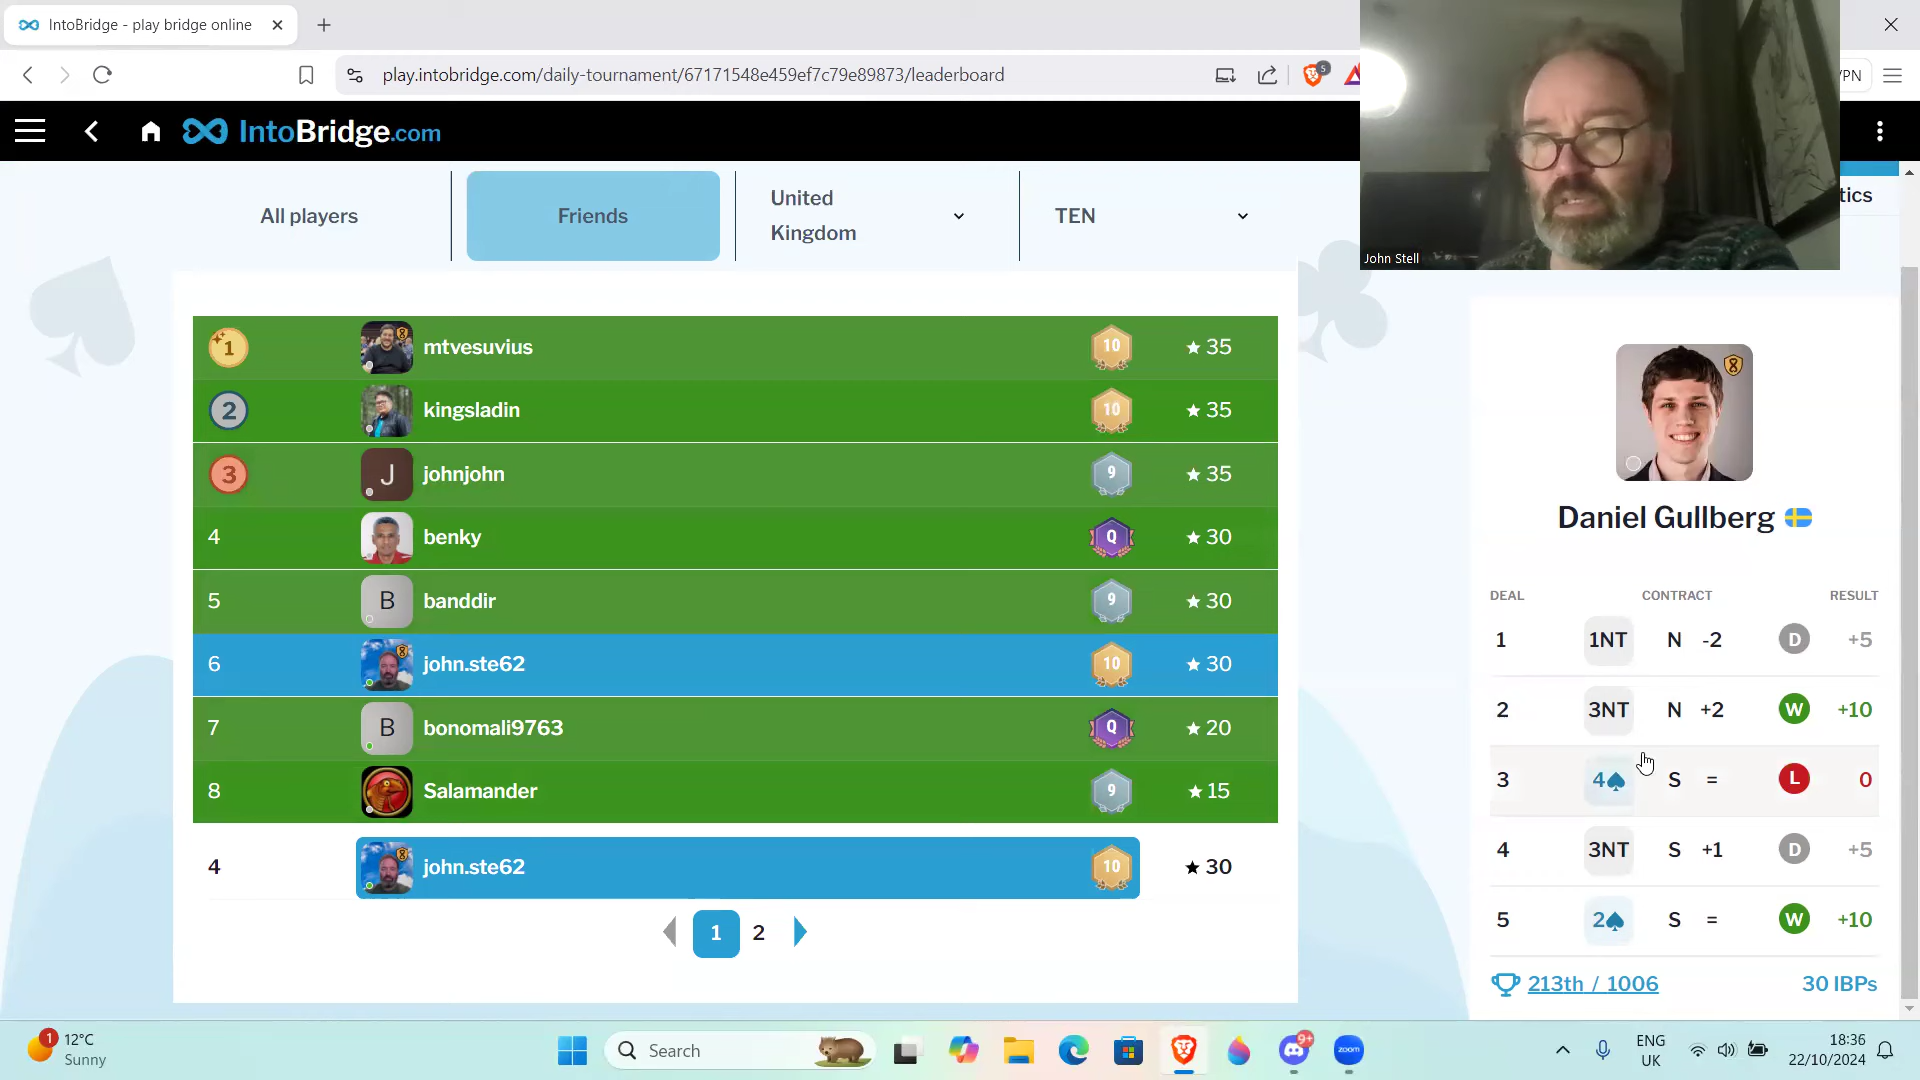 IntoBridge - play bridge online
play.intobridge.com/daily-tournament/67171548e459ef7c79e89873/leaderboard
S
VPN
IntoBridge.com
All players
Friends
United
Kingdom
TEN
tics
John Stell
1 mtvesuvius 10 35
2 kingsladin 10 35
3 J johnjohn 9 35
4 benky Q 30
5 B banddir 9 30
6 john.ste62 10 30
7 B bonomali9763 Q 20
8 Salamander 9 15
4 john.ste62 10 30
1 2
Daniel Gullberg
DEAL CONTRACT RESULT
1 1NT N -2 D +5
2 3NT N +2 W +10
3 4♠ S = L 0
4 3NT S +1 D +5
5 2♠ S = W +10
213th / 1006 30 IBPs
1
12°C
Sunny
Search
9+
zoom
ENG
UK
18:36
22/10/2024